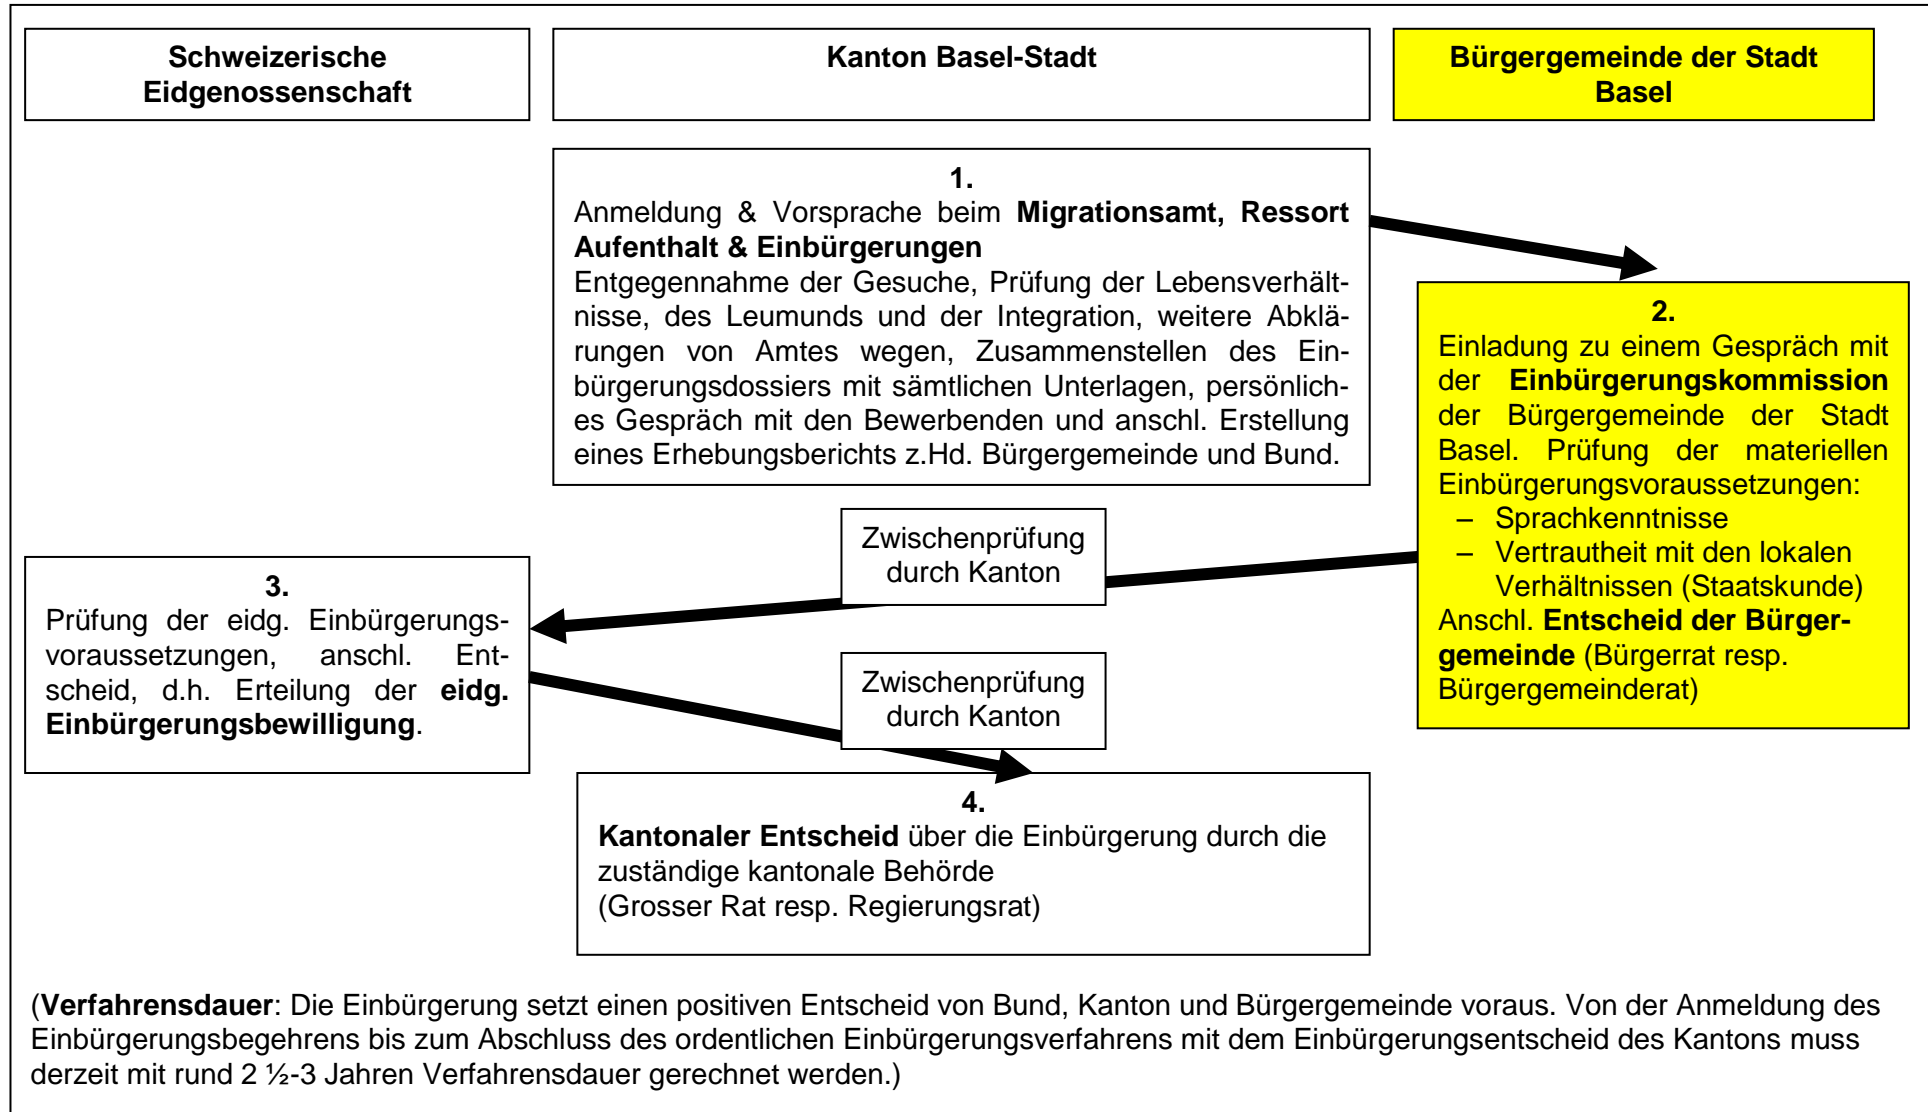 Schweizerische
Eidgenossenschaft
Kanton Basel-Stadt
Bürgergemeinde der Stadt
Basel
1.
Anmeldung & Vorsprache beim Migrationsamt, Ressort
Aufenthalt & Einbürgerungen
Entgegennahme der Gesuche, Prüfung der Lebensverhält-
nisse, des Leumunds und der Integration, weitere Abklä-
rungen von Amtes wegen, Zusammenstellen des Ein-
bürgerungsdossiers mit sämtlichen Unterlagen, persönlich-
es Gespräch mit den Bewerbenden und anschl. Erstellung
eines Erhebungsberichts z.Hd. Bürgergemeinde und Bund.
2.
Einladung zu einem Gespräch mit
der Einbürgerungskommission
der Bürgergemeinde der Stadt
Basel. Prüfung der materiellen
Einbürgerungsvoraussetzungen:
– Sprachkenntnisse
– Vertrautheit mit den lokalen
Verhältnissen (Staatskunde)
Anschl. Entscheid der Bürger-
gemeinde (Bürgerrat resp.
Bürgergemeinderat)
Zwischenprüfung
durch Kanton
3.
Prüfung der eidg. Einbürgerungs-
voraussetzungen, anschl. Ent-
scheid, d.h. Erteilung der eidg.
Einbürgerungsbewilligung.
Zwischenprüfung
durch Kanton
4.
Kantonaler Entscheid über die Einbürgerung durch die
zuständige kantonale Behörde
(Grosser Rat resp. Regierungsrat)
(Verfahrensdauer: Die Einbürgerung setzt einen positiven Entscheid von Bund, Kanton und Bürgergemeinde voraus. Von der Anmeldung des
Einbürgerungsbegehrens bis zum Abschluss des ordentlichen Einbürgerungsverfahrens mit dem Einbürgerungsentscheid des Kantons muss
derzeit mit rund 2 ½-3 Jahren Verfahrensdauer gerechnet werden.)